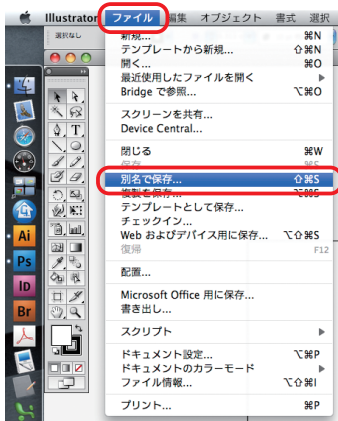 Illustrator ファイル 編集 オブジェクト 書式 選択
選択なし
新規... ⌘N
テンプレートから新規... ⇧⌘N
開く... ⌘O
最近使用したファイルを開く ▶
Bridge で参照... ⌥⌘O
スクリーンを共有...
Device Central...
閉じる ⌘W
保存 ⌘S
別名で保存... ⇧⌘S
複製を保存... ⌥⌘S
テンプレートとして保存...
チェックイン...
Web およびデバイス用に保存... ⌥⇧⌘S
復帰 F12
配置...
Microsoft Office 用に保存...
書き出し...
スクリプト ▶
ドキュメント設定... ⌥⌘P
ドキュメントのカラーモード ▶
ファイル情報... ⌥⇧⌘I
プリント... ⌘P
Ai
Ps
ID
Br
T